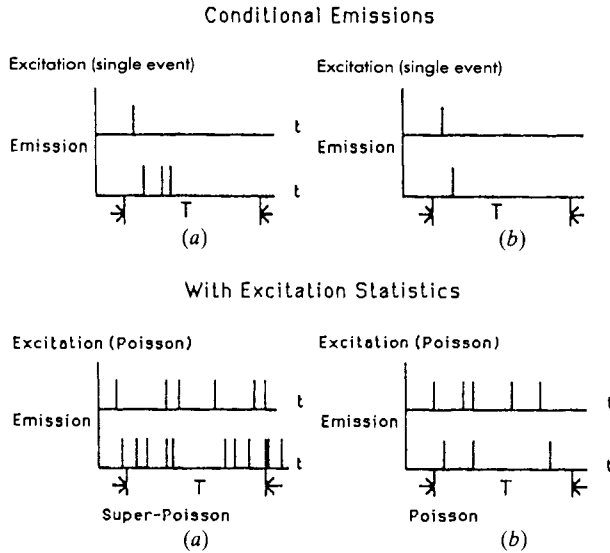 Conditional Emissions
Excitation (single event)
Excitation (single event)
t
Emission
Emission
t
T
T
(a)
(b)
With Excitation Statistics
Excitation (Poisson)
Excitation (Poisson)
t
t
Emission
Emission
t
t
T
T
Super-Poisson
Poisson
(a)
(b)